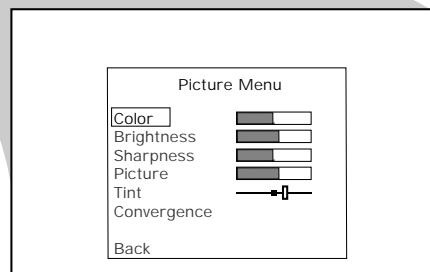 Picture Menu
Color
Brightness
Sharpness
Picture
Tint
Convergence
Back